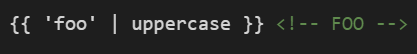 {{ 'foo' | uppercase }} <!-- FOO -->